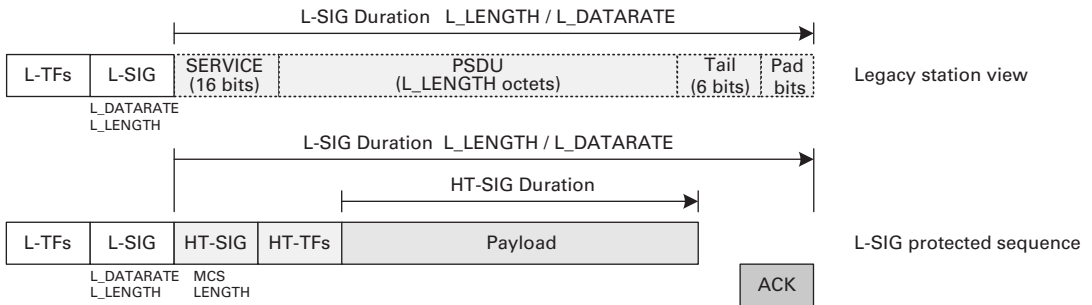 L-SIG Duration L_LENGTH / L_DATARATE
L-TFs L-SIG SERVICE (16 bits) PSDU (L_LENGTH octets) Tail (6 bits) Pad bits Legacy station view
L_DATARATE
L_LENGTH
L-SIG Duration L_LENGTH / L_DATARATE
HT-SIG Duration
L-TFs L-SIG HT-SIG HT-TFs Payload L-SIG protected sequence
L_DATARATE MCS
L_LENGTH LENGTH
ACK